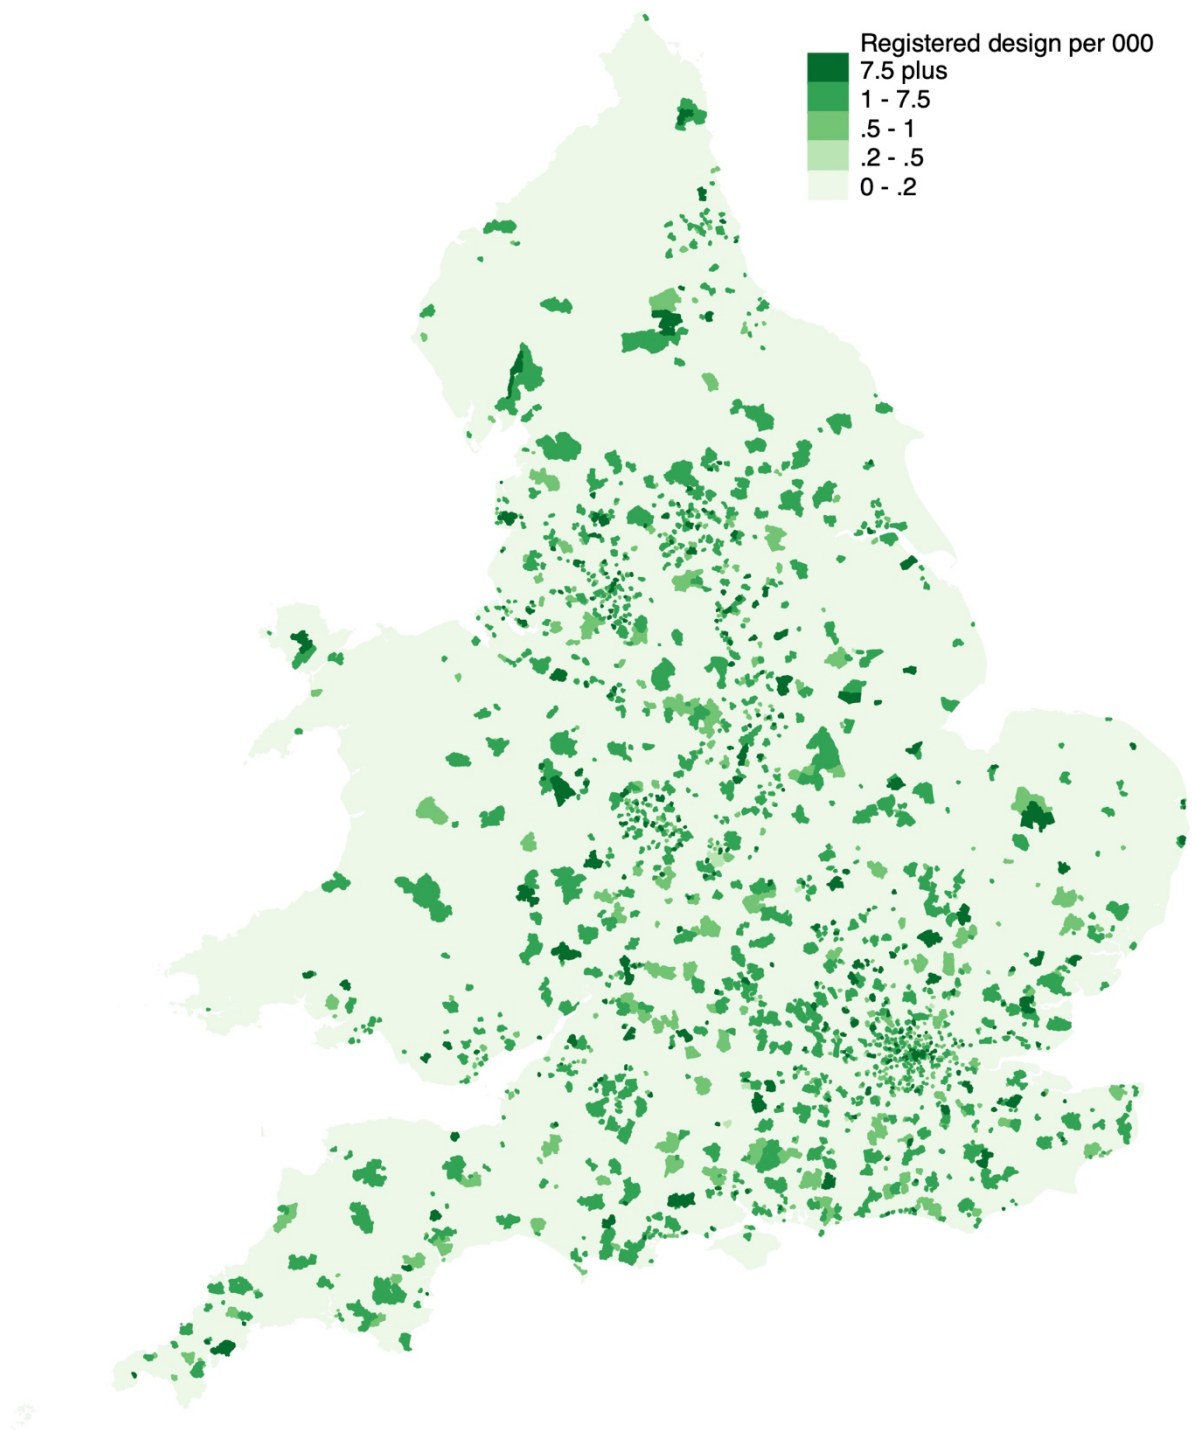 Registered design per 000
7.5 plus
1 - 7.5
.5 - 1
.2 - .5
0 - .2